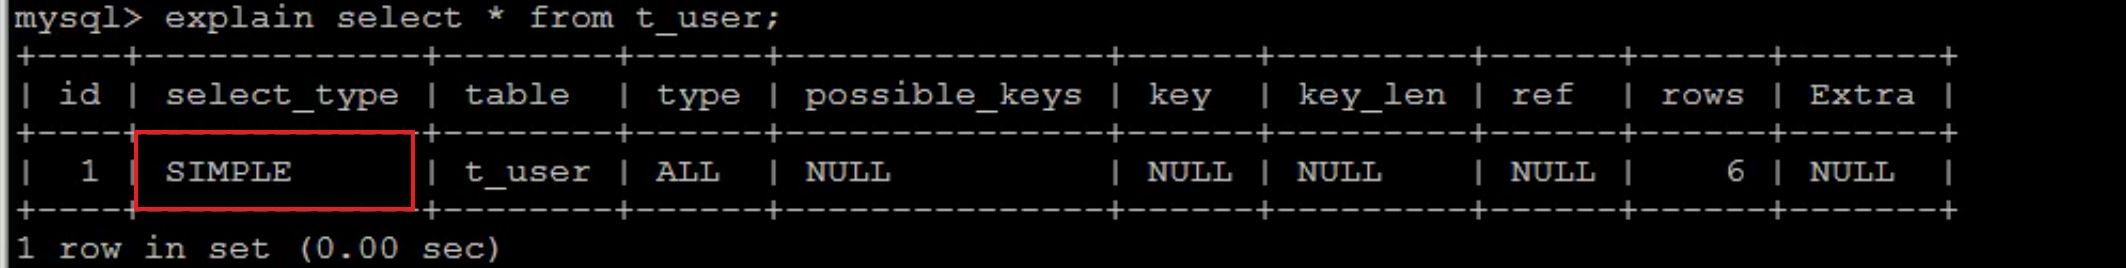 mysql> explain select * from t_user;
+----+-------------+--------+------+---------------+------+---------+------+------+-------+
| id | select_type | table  | type | possible_keys | key  | key_len | ref  | rows | Extra |
+----+-------------+--------+------+---------------+------+---------+------+------+-------+
|  1 | SIMPLE      | t_user | ALL  | NULL          | NULL | NULL    | NULL |    6 | NULL  |
+----+-------------+--------+------+---------------+------+---------+------+------+-------+
1 row in set (0.00 sec)